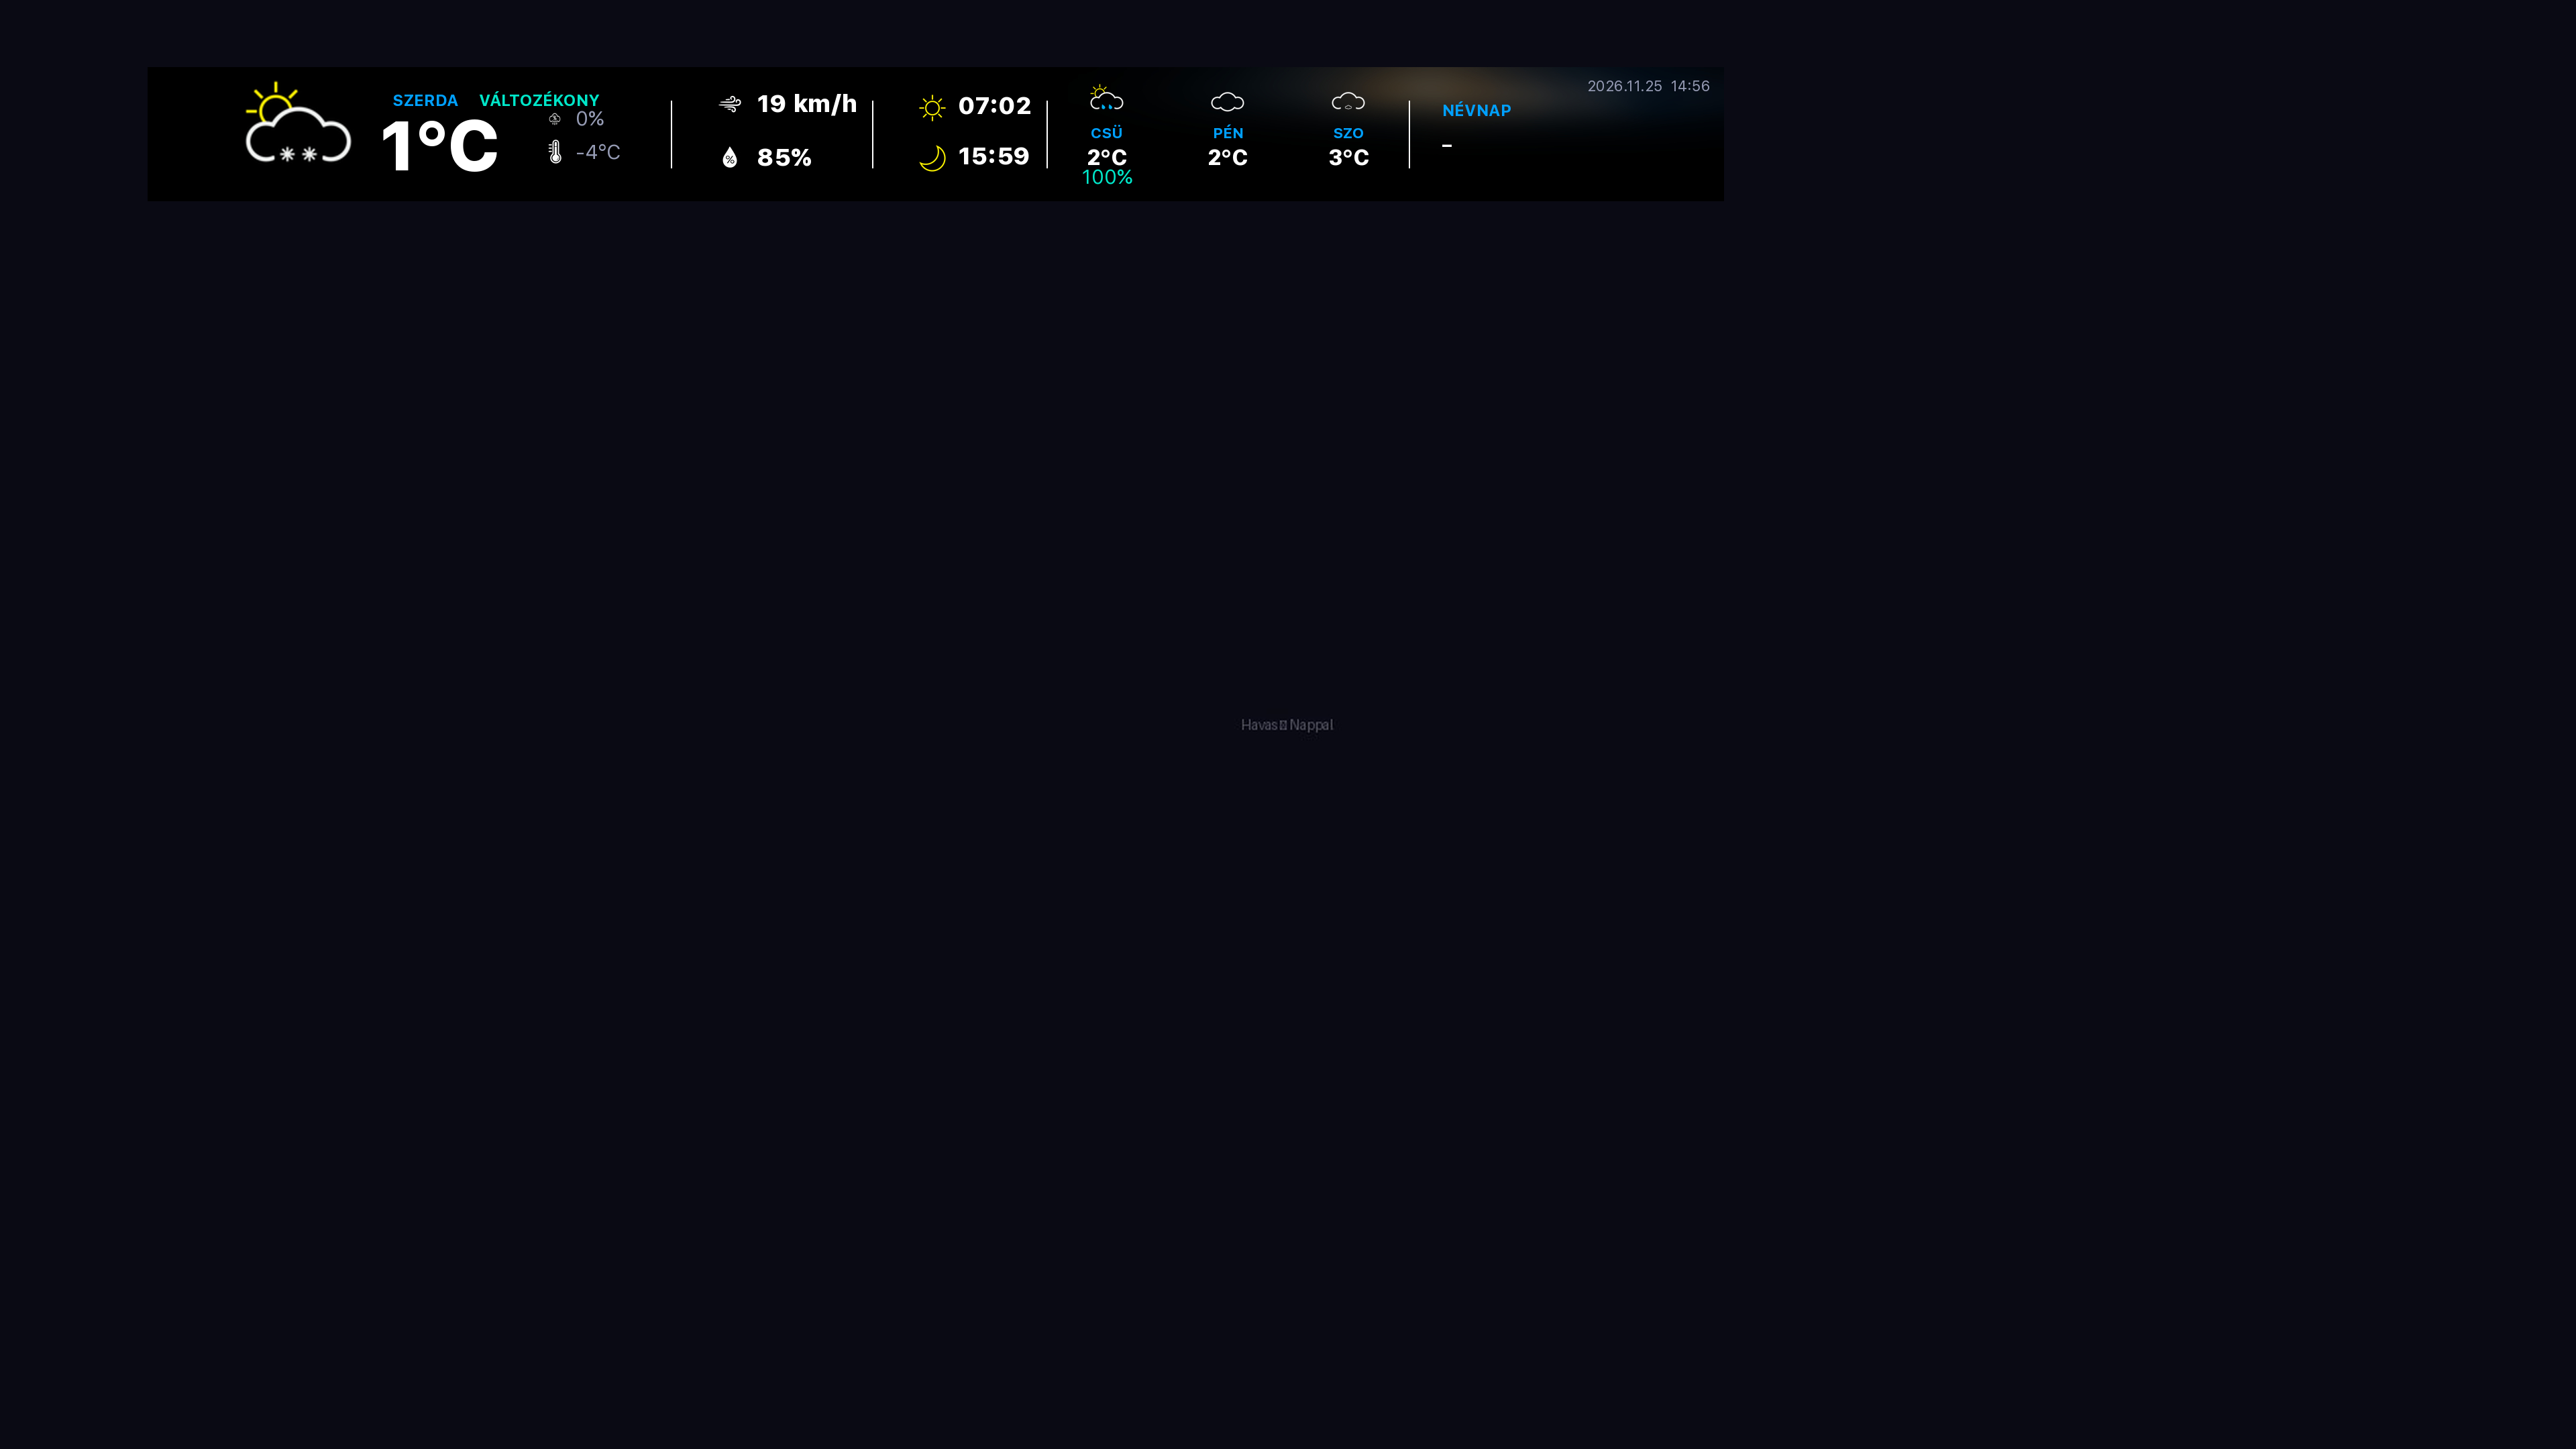 2026.11.25 14:56
SZERDA VÁLTOZÉKONY
1°C
0%
-4°C
19 km/h
85%
07:02
15:59
CSÜ
2°C
100%
PÉN
2°C
SZO
3°C
NÉVNAP
–
Havas Nappal